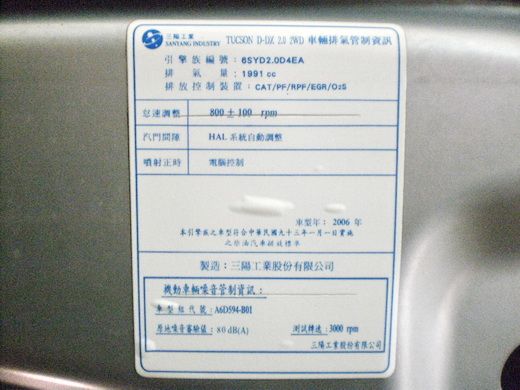 三陽工業
SANYANG INDUSTRY
TUCSON D-DX 2.0 2WD 車輛排氣管制資訊
引擎族編號：6SYD2.0D4EA
排氣量：1991 cc
排放控制裝置：CAT/PF/RPF/EGR/O2S
怠速調整 800 ± 100 rpm
汽門間隙 HAL 系統自動調整
噴射正時 電腦控制
車型年：2006 年
本引擎族之車型符合中華民國九十三年一月一日實施
之柴油汽車排放標準
製造：三陽工業股份有限公司
機動車輛噪音管制資訊：
車型組代號：A6D594-B01
原地噪音審驗值：80 dB(A) 測試轉速：3000 rpm
三陽工業股份有限公司